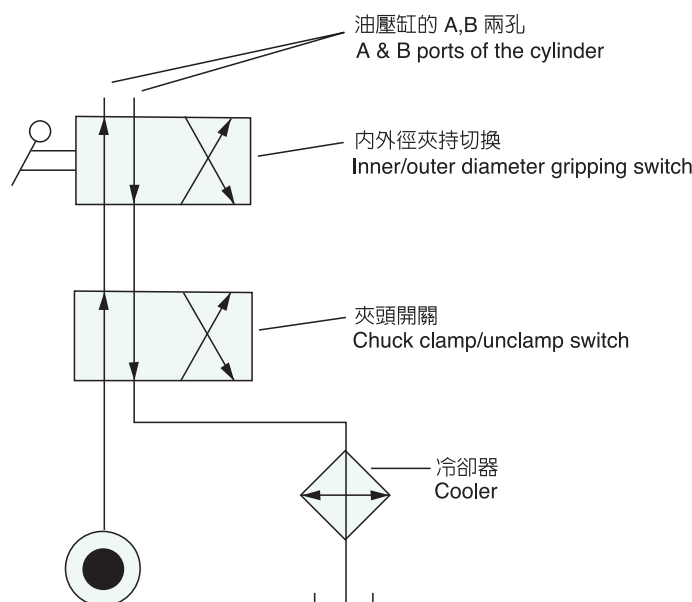 油壓缸的 A,B 兩孔
A & B ports of the cylinder
內外徑夾持切換
Inner/outer diameter gripping switch
夾頭開關
Chuck clamp/unclamp switch
冷卻器
Cooler